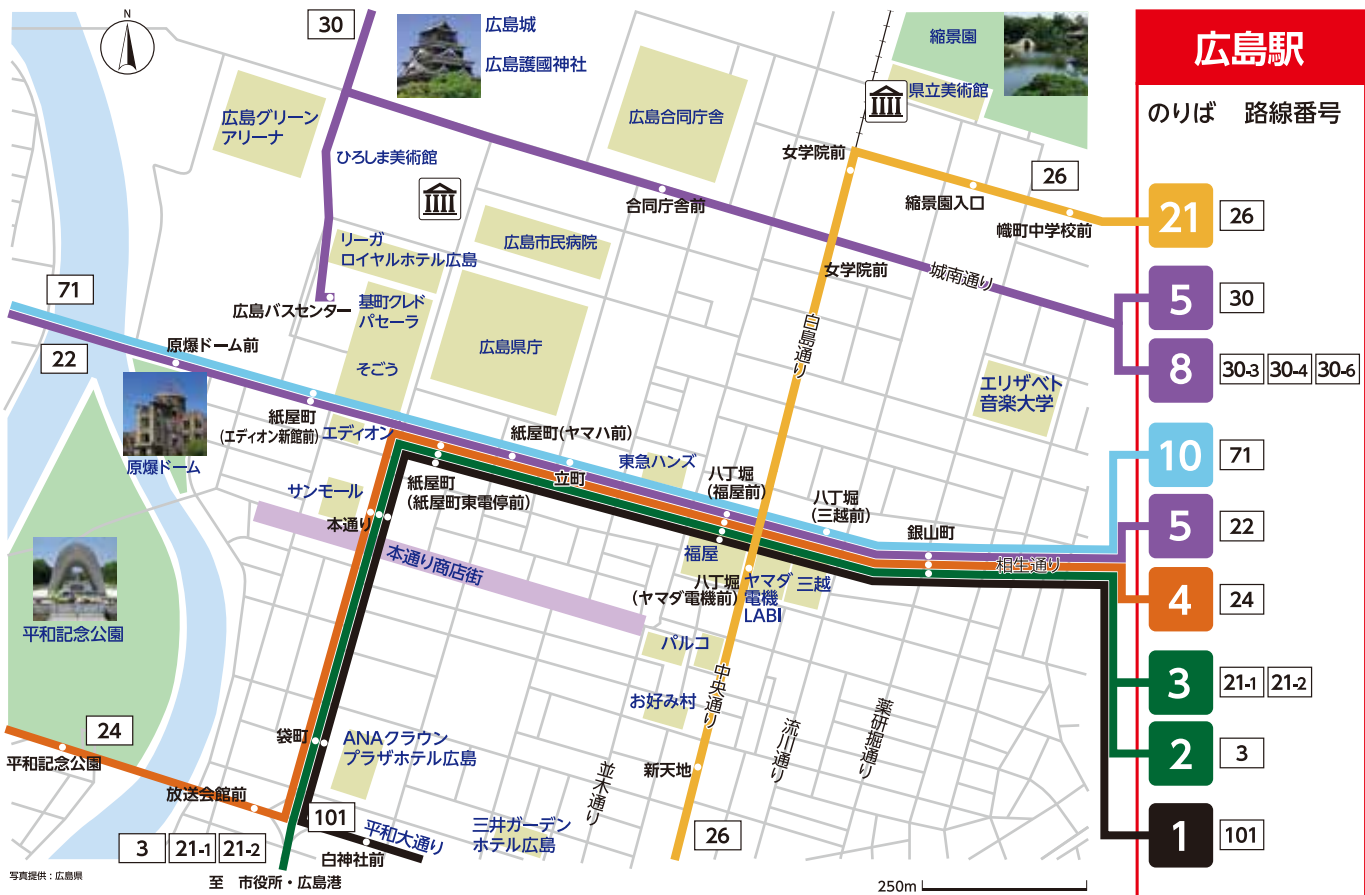 N
30
広島城
広島護國神社
縮景園
県立美術館
広島グリーン
アリーナ
広島合同庁舎
ひろしま美術館
女学院前
26
縮景園入口
幟町中学校前
合同庁舎前
リーガ
ロイヤルホテル広島
広島市民病院
女学院前
城南通り
71
広島バスセンター
基町クレド
パセーラ
広島県庁
白島通り
22
原爆ドーム前
そごう
エリザベト
音楽大学
紙屋町
(エディオン新館前)
エディオン
紙屋町(ヤマハ前)
原爆ドーム
東急ハンズ
立町
八丁堀
(福屋前)
八丁堀
(三越前)
銀山町
サンモール
紙屋町
(紙屋町東電停前)
本通り
本通り商店街
福屋
相生通り
八丁堀
(ヤマダ電機前)
ヤマダ
電機
LABI
三越
平和記念公園
パルコ
お好み村
中央通り
流川通り
薬研堀通り
24
平和記念公園
袋町
ANAクラウン
プラザホテル広島
新天地
並木通り
放送会館前
101
平和大通り
三井ガーデン
ホテル広島
26
3
21-1
21-2
白神社前
写真提供:広島県
至 市役所・広島港
250m
広島駅
のりば 路線番号
21 26
5 30
8 30-3 30-4 30-6
10 71
5 22
4 24
3 21-1 21-2
2 3
1 101